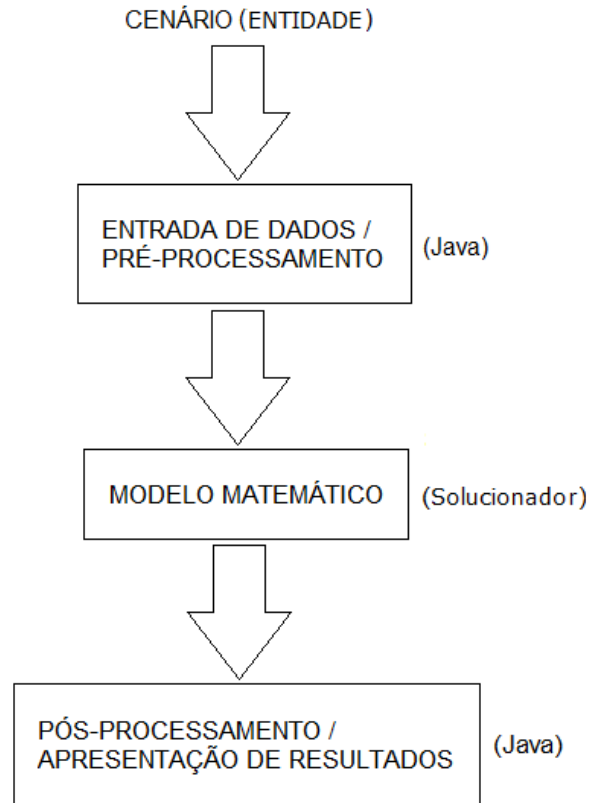 CENÁRIO (ENTIDADE)
ENTRADA DE DADOS /
PRÉ-PROCESSAMENTO
(Java)
MODELO MATEMÁTICO
(Solucionador)
PÓS-PROCESSAMENTO /
APRESENTAÇÃO DE RESULTADOS
(Java)